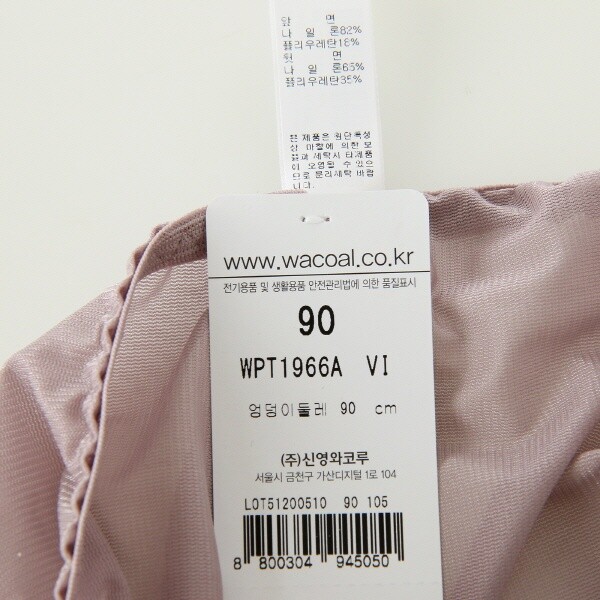 앞 면
나 일 론82%
폴리우레탄18%
뒷 면
나 일 론65%
폴리우레탄35%
본 제품은 원단특성
상 마찰에 의한 보
풀과 세탁시 타제품
이 오염될 수 있으
므로 분리세탁 바랍
니다.
www.wacoal.co.kr
전기용품 및 생활용품 안전관리법에 의한 품질표시
90
WPT1966A VI
엉덩이둘레 90 cm
(주)신영와코루
서울시 금천구 가산디지털 1로 104
LOT51200510 90 105
8 800304 945050